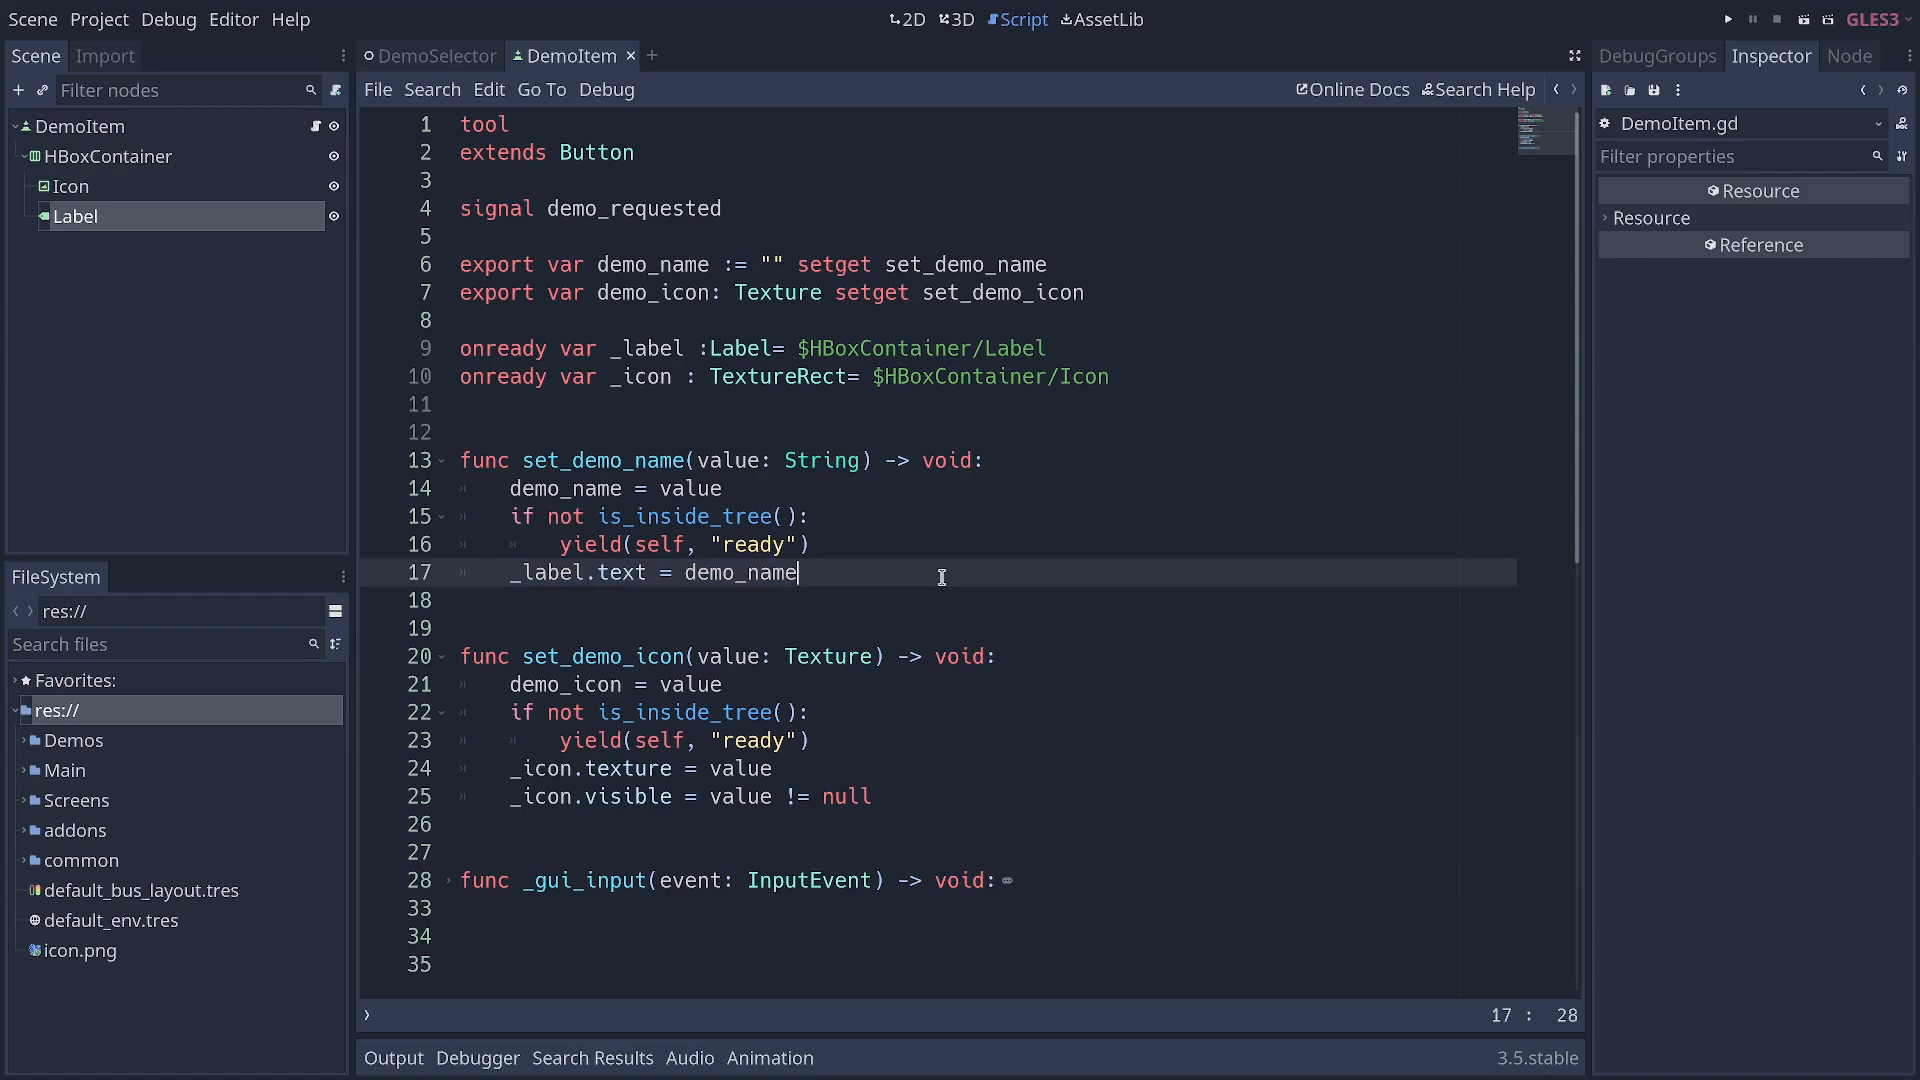 Scene Project Debug Editor Help
2D 3D Script AssetLib
GLES3
Scene Import
DemoSelector DemoItem × +
DebugGroups Inspector Node
Filter nodes
File Search Edit Go To Debug
Online Docs Search Help
DemoItem
HBoxContainer
Icon
Label
DemoItem.gd
Filter properties
Resource
Resource
Reference
1 tool
2 extends Button
3
4 signal demo_requested
5
6 export var demo_name := "" setget set_demo_name
7 export var demo_icon: Texture setget set_demo_icon
8
9 onready var _label :Label= $HBoxContainer/Label
10 onready var _icon : TextureRect= $HBoxContainer/Icon
11
12
13 func set_demo_name(value: String) -> void:
14 demo_name = value
15 if not is_inside_tree():
16 yield(self, "ready")
17 _label.text = demo_name
18
19
20 func set_demo_icon(value: Texture) -> void:
21 demo_icon = value
22 if not is_inside_tree():
23 yield(self, "ready")
24 _icon.texture = value
25 _icon.visible = value != null
26
27
28 func _gui_input(event: InputEvent) -> void:
33
34
35
FileSystem
res://
Search files
Favorites:
res://
Demos
Main
Screens
addons
common
default_bus_layout.tres
default_env.tres
icon.png
17 : 28
Output Debugger Search Results Audio Animation
3.5.stable